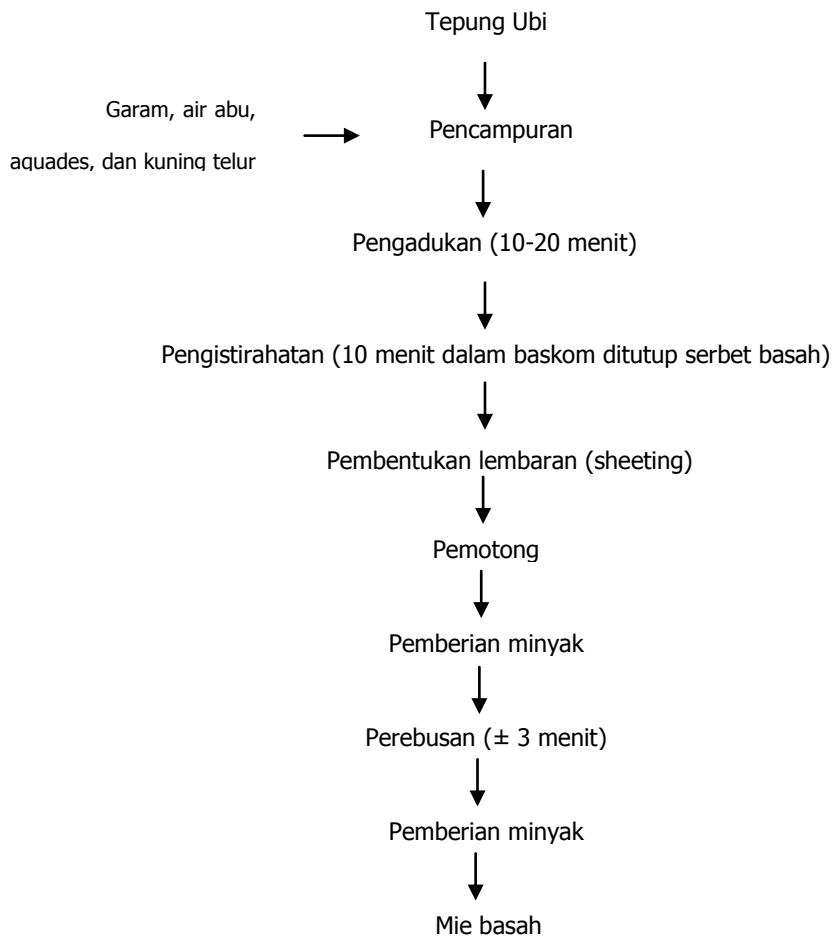 Tepung Ubi
Garam, air abu,
aquades, dan kuning telur
Pencampuran
Pengadukan (10-20 menit)
Pengistirahatan (10 menit dalam baskom ditutup serbet basah)
Pembentukan lembaran (sheeting)
Pemotong
Pemberian minyak
Perebusan (± 3 menit)
Pemberian minyak
Mie basah